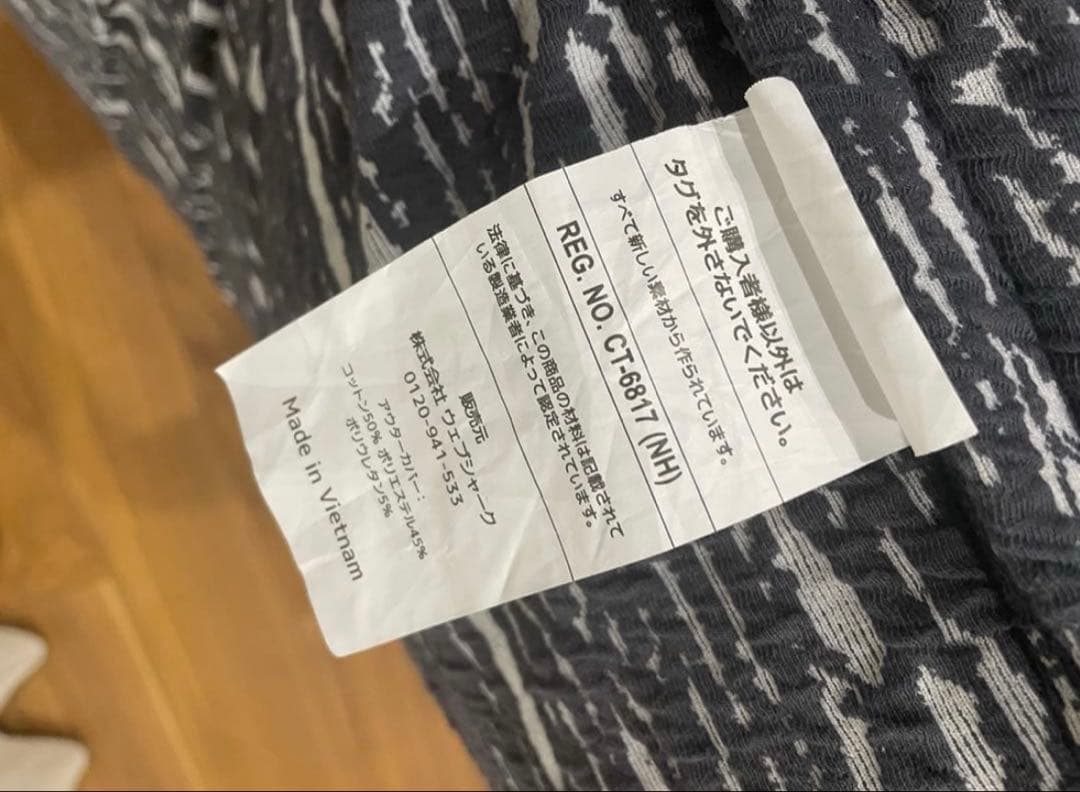 ご購入者様以外は
タグを外さないでください。
すべて新しい素材から作られています。
REG. NO. CT-6817 (NH)
法律に基づき、この商品の材料は記載されて
いる製造業者によって認定されています。
販売元
株式会社 ウェーブシャーク
0120-941-533
アウターカバー：
コットン50% ポリエステル45%
ポリウレタン5%
Made in Vietnam